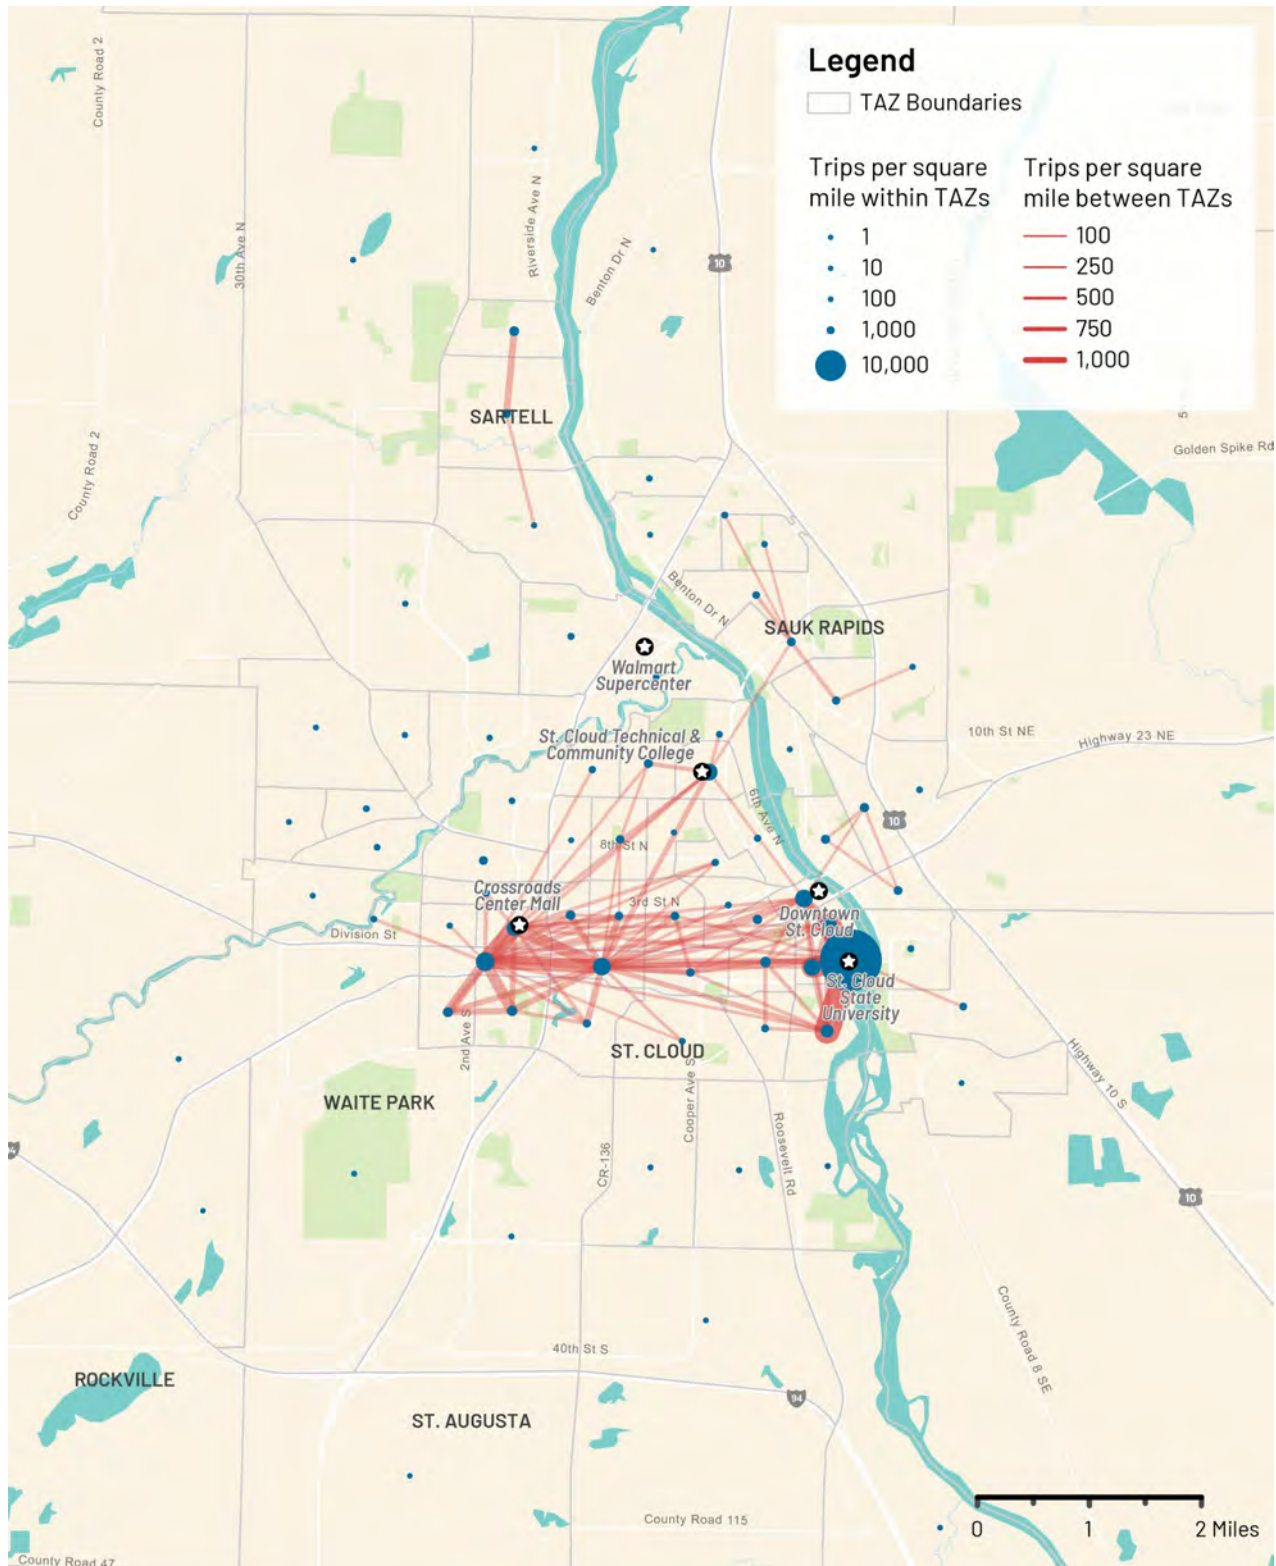 Legend
TAZ Boundaries
Trips per square
mile within TAZs
1
10
100
1,000
10,000
Trips per square
mile between TAZs
100
250
500
750
1,000
County Road 2
30th Ave N
Riverside Ave N
Benton Dr N
10
SARTELL
County Road 2
Golden Spike Rd
Benton Dr N
SAUK RAPIDS
Walmart
Supercenter
St. Cloud Technical &
Community College
10th St NE
Highway 23 NE
6th Ave N
10
8th St N
Crossroads
Center Mall
3rd St N
Division St
Downtown
St. Cloud
St. Cloud
State
University
2nd Ave S
ST. CLOUD
Cooper Ave S
Highway 10 S
WAITE PARK
Roosevelt Rd
CR-136
10
County Road 8 SE
40th St S
ROCKVILLE
94
ST. AUGUSTA
County Road 115
0
1
2 Miles
County Road 47